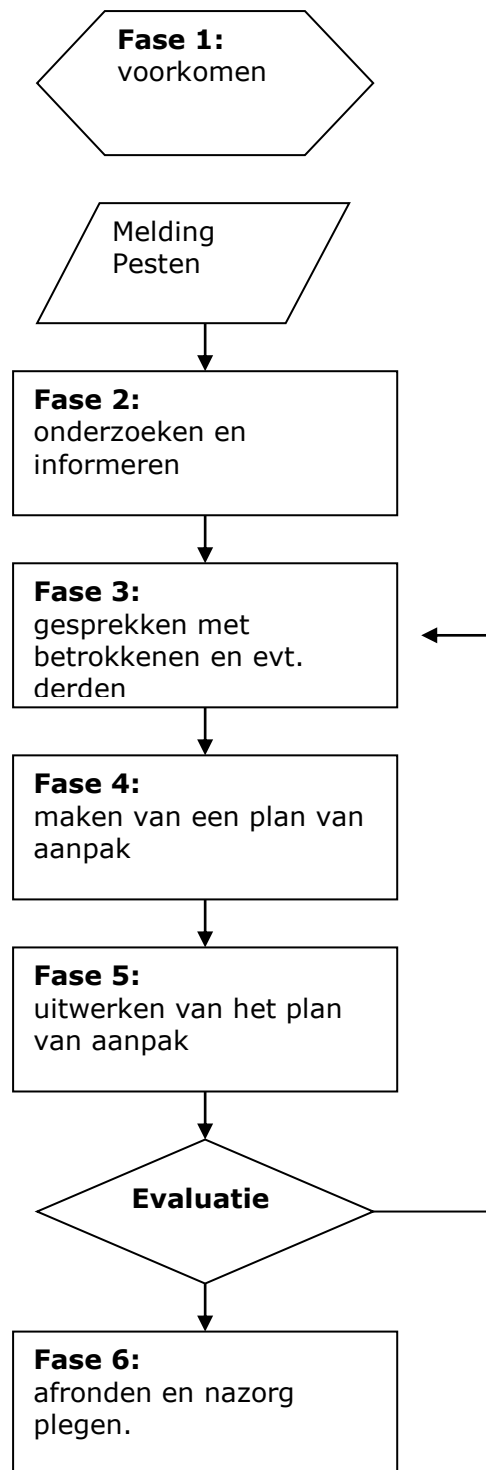 Fase 1:
voorkomen
Melding
Pesten
Fase 2:
onderzoeken en
informeren
Fase 3:
gesprekken met
betrokkenen en evt.
derden
Fase 4:
maken van een plan van
aanpak
Fase 5:
uitwerken van het plan
van aanpak
Evaluatie
Fase 6:
afronden en nazorg
plegen.